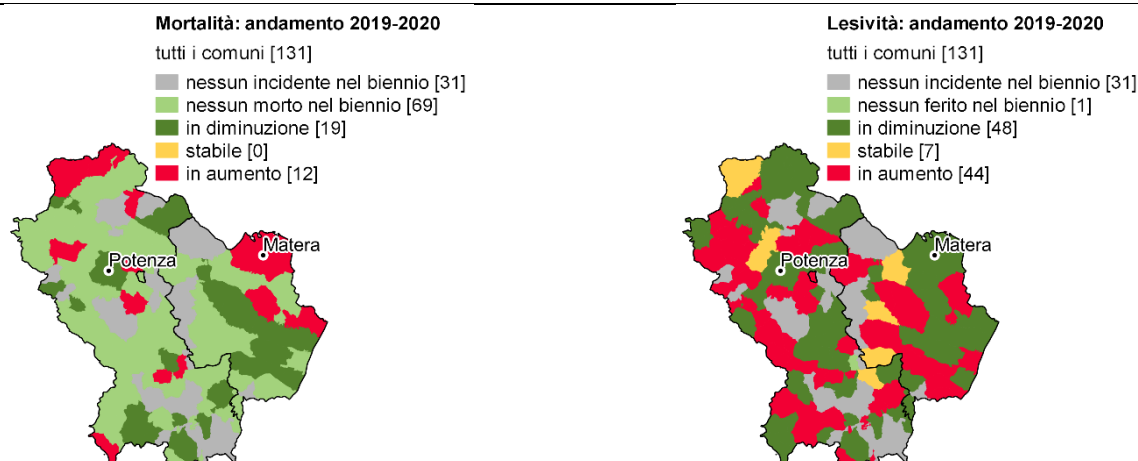 Mortalità: andamento 2019-2020
tutti i comuni [131]
nessun incidente nel biennio [31]
nessun morto nel biennio [69]
in diminuzione [19]
stabile [0]
in aumento [12]
Matera
Potenza
Lesività: andamento 2019-2020
tutti i comuni [131]
nessun incidente nel biennio [31]
nessun ferito nel biennio [1]
in diminuzione [48]
stabile [7]
in aumento [44]
Matera
Potenza